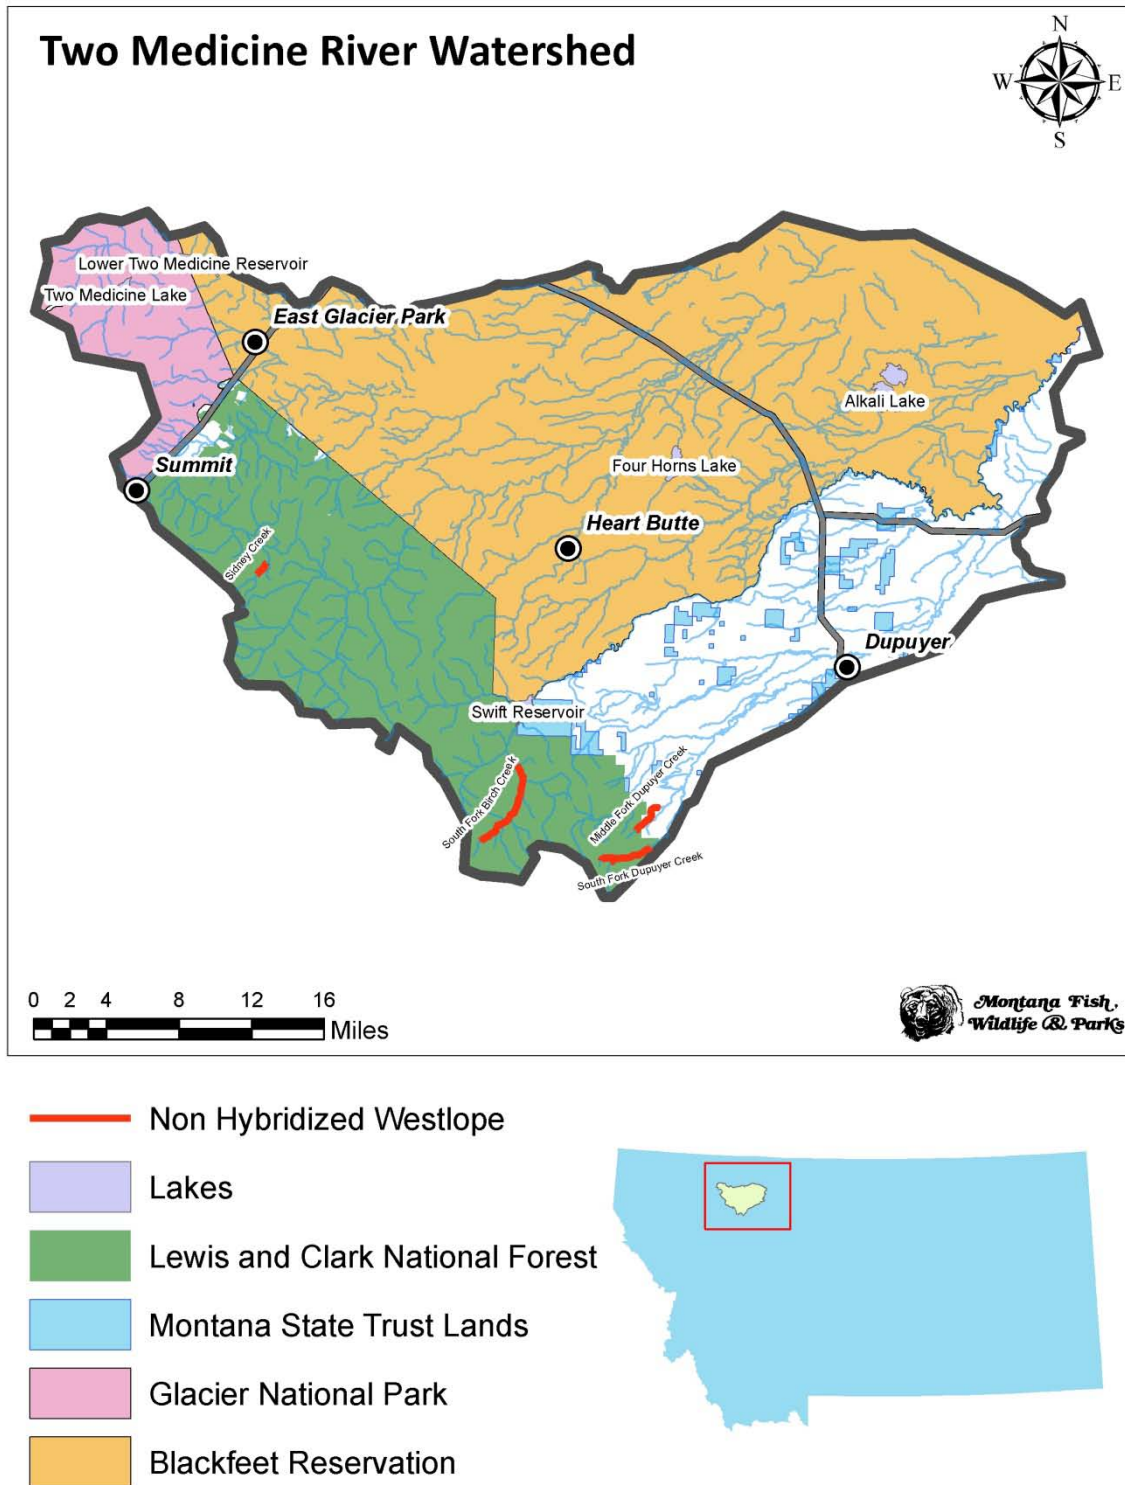 Two Medicine River Watershed
N
W
E
S
Lower Two Medicine Reservoir
Two Medicine Lake
East Glacier Park
Alkali Lake
Summit
Four Horns Lake
Heart Butte
Sidney Creek
Dupuyer
Swift Reservoir
South Fork Birch Creek
Middle Fork Dupuyer Creek
South Fork Dupuyer Creek
0 2 4 8 12 16
Miles
Montana Fish,
Wildlife & Parks
Non Hybridized Westlope
Lakes
Lewis and Clark National Forest
Montana State Trust Lands
Glacier National Park
Blackfeet Reservation